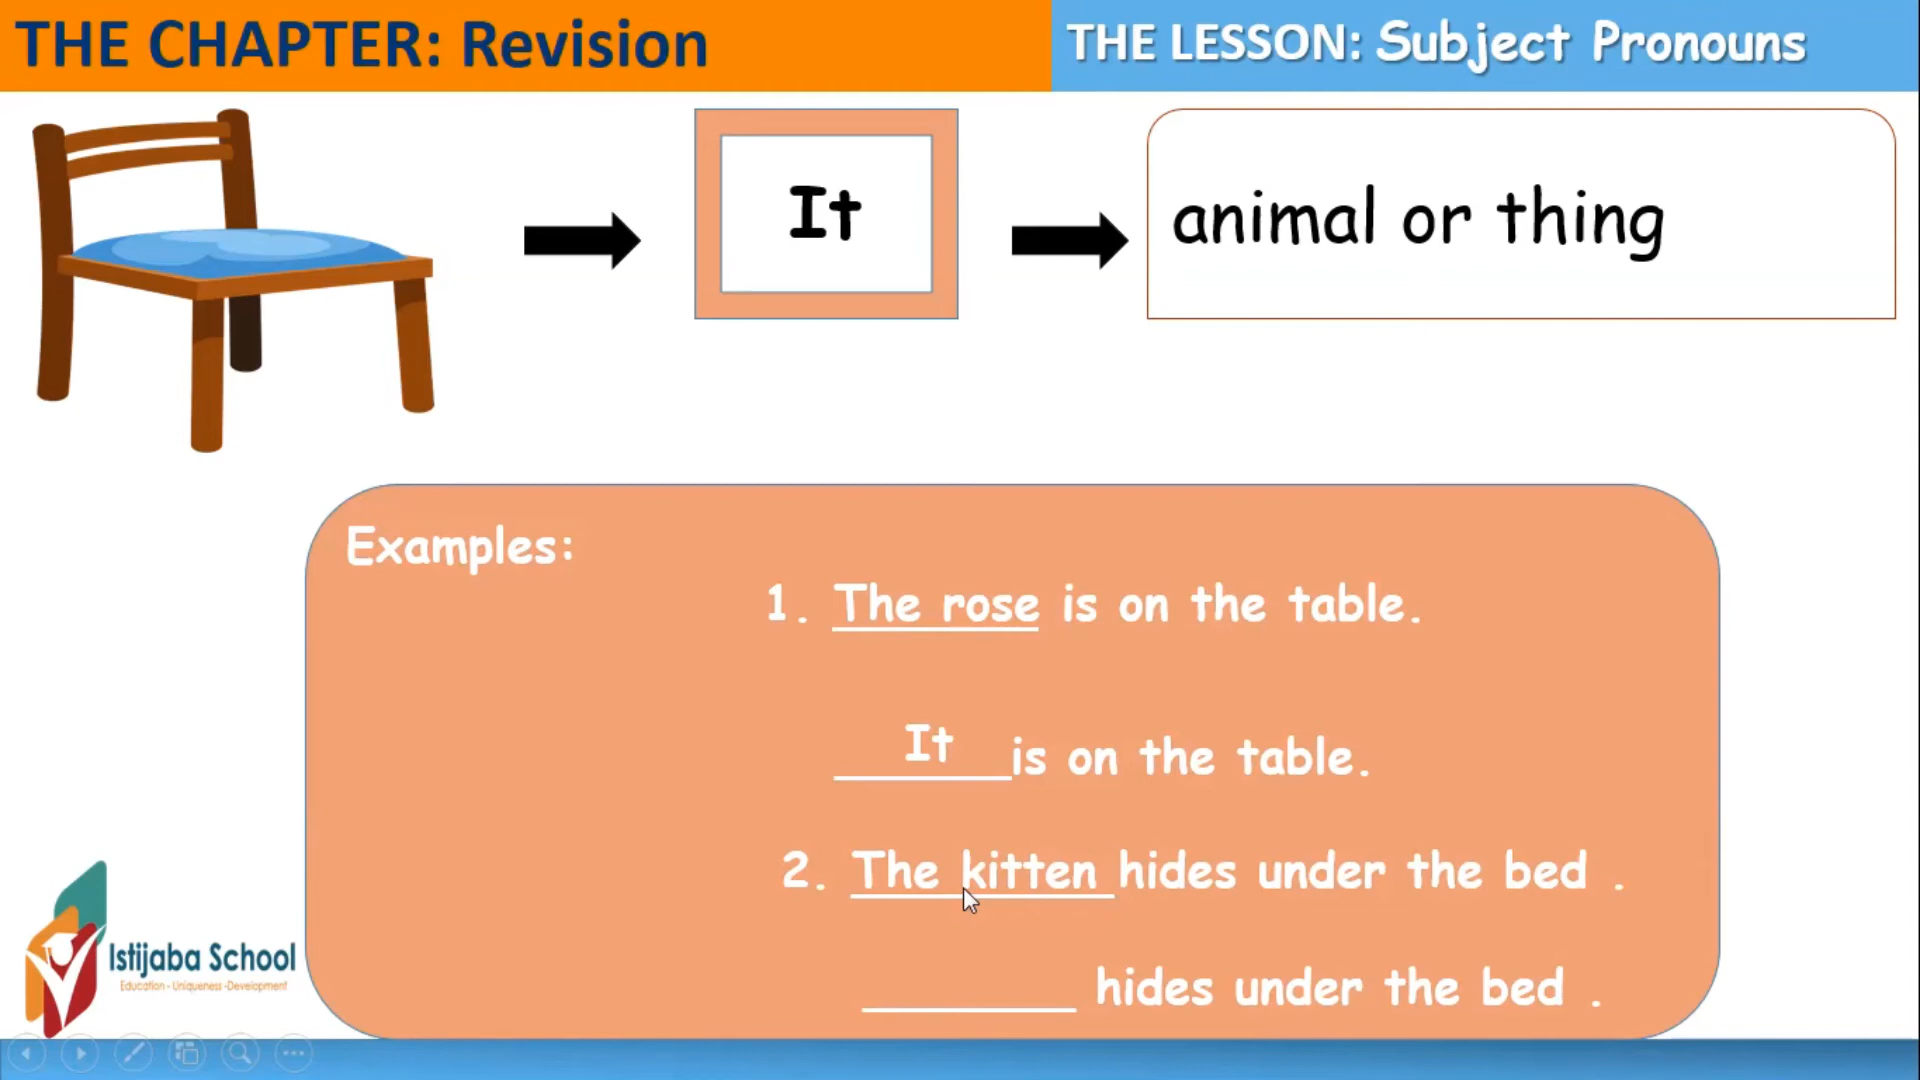 THE CHAPTER: Revision
THE LESSON: Subject Pronouns
It
animal or thing
Examples:
1. The rose is on the table.
It
_______is on the table.
2. The kitten hides under the bed .
________ hides under the bed .
Istijaba School
Education - Uniqueness -Development